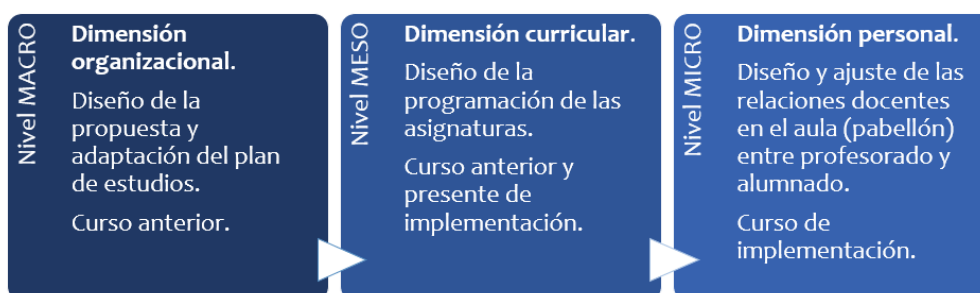 Nivel MACRO
Dimensión
organizacional.
Diseño de la
propuesta y
adaptación del plan
de estudios.
Curso anterior.
Nivel MESO
Dimensión curricular.
Diseño de la
programación de las
asignaturas.
Curso anterior y
presente de
implementación.
Nivel MICRO
Dimensión personal.
Diseño y ajuste de las
relaciones docentes
en el aula (pabellón)
entre profesorado y
alumnado.
Curso de
implementación.